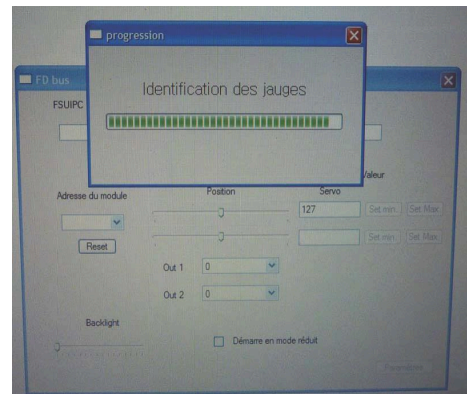 progression
Identification des jauges
FD bus
FSUIPC
Valeur
Adresse du module
Position
Servo
127
Set min.
Set Max
Reset
Set min.
Set Max
Out 1
0
Out 2
0
Backlight
Démarre en mode réduit